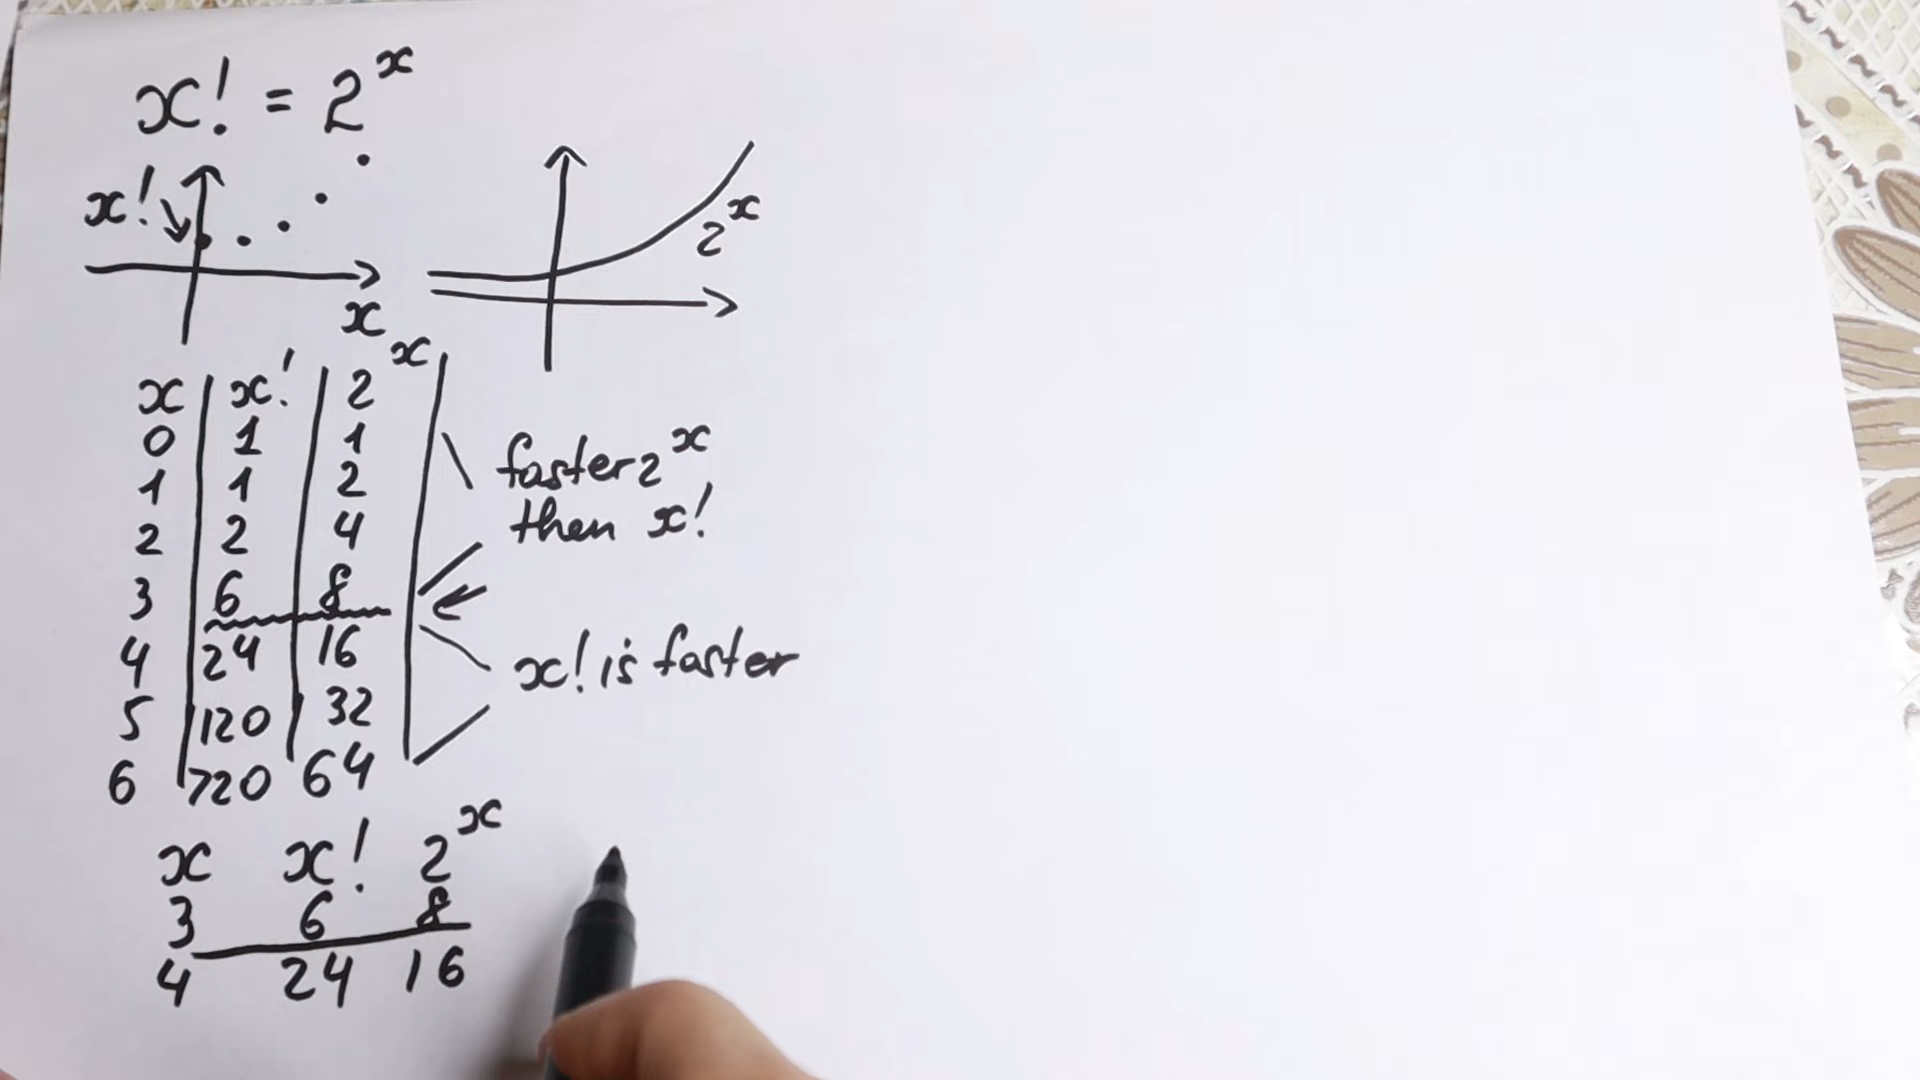 x! = 2^x
x!
x
2^x
x x! 2^x
0 1 1
1 1 2
2 2 4
3 6 8
4 24 16
5 120 32
6 720 64
faster 2^x
then x!
x! is faster
x x! 2^x
3 6 8
4 24 16